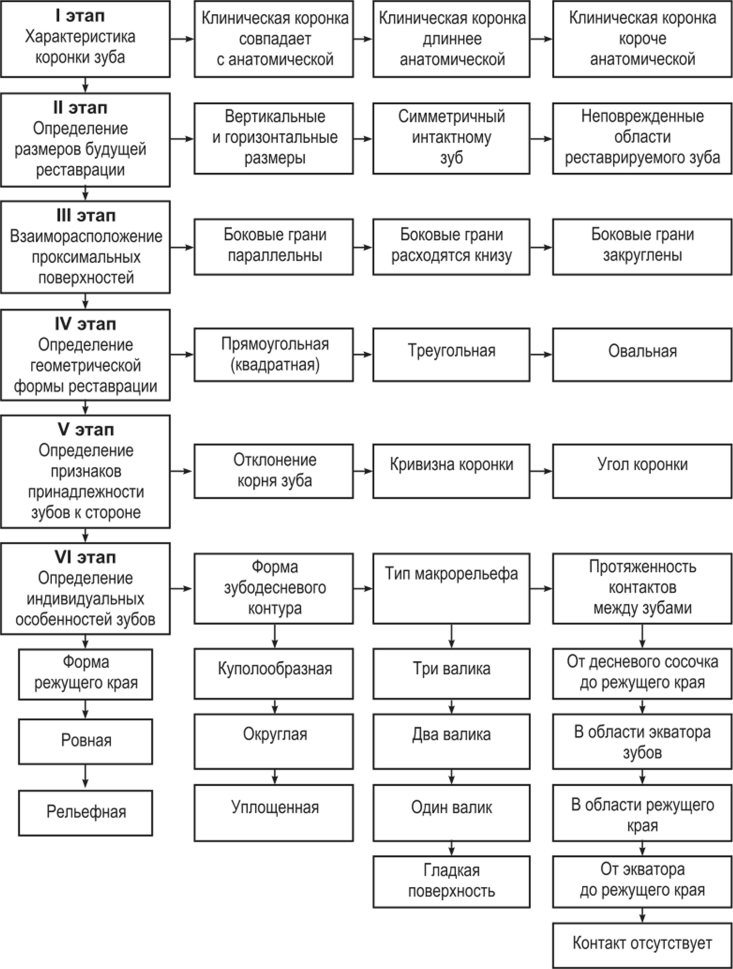 I этап
Характеристика
коронки зуба
Клиническая коронка
совпадает
с анатомической
Клиническая коронка
длиннее
анатомической
Клиническая коронка
короче
анатомической
II этап
Определение
размеров будущей
реставрации
Вертикальные
и горизонтальные
размеры
Симметричный
интактному
зуб
Неповрежденные
области
реставрируемого зуба
III этап
Взаиморасположение
проксимальных
поверхностей
Боковые грани
параллельны
Боковые грани
расходятся книзу
Боковые грани
закруглены
IV этап
Определение
геометрической
формы реставрации
Прямоугольная
(квадратная)
Треугольная
Овальная
V этап
Определение
признаков
принадлежности
зубов к стороне
Отклонение
корня зуба
Кривизна коронки
Угол коронки
VI этап
Определение
индивидуальных
особенностей зубов
Форма
зубодесневого
контура
Тип макрорельефа
Протяженность
контактов
между зубами
Форма
режущего края
Куполообразная
Три валика
От десневого сосочка
до режущего края
Ровная
Округлая
Два валика
В области экватора
зубов
Рельефная
Уплощенная
Один валик
В области режущего
края
Гладкая
поверхность
От экватора
до режущего края
Контакт отсутствует